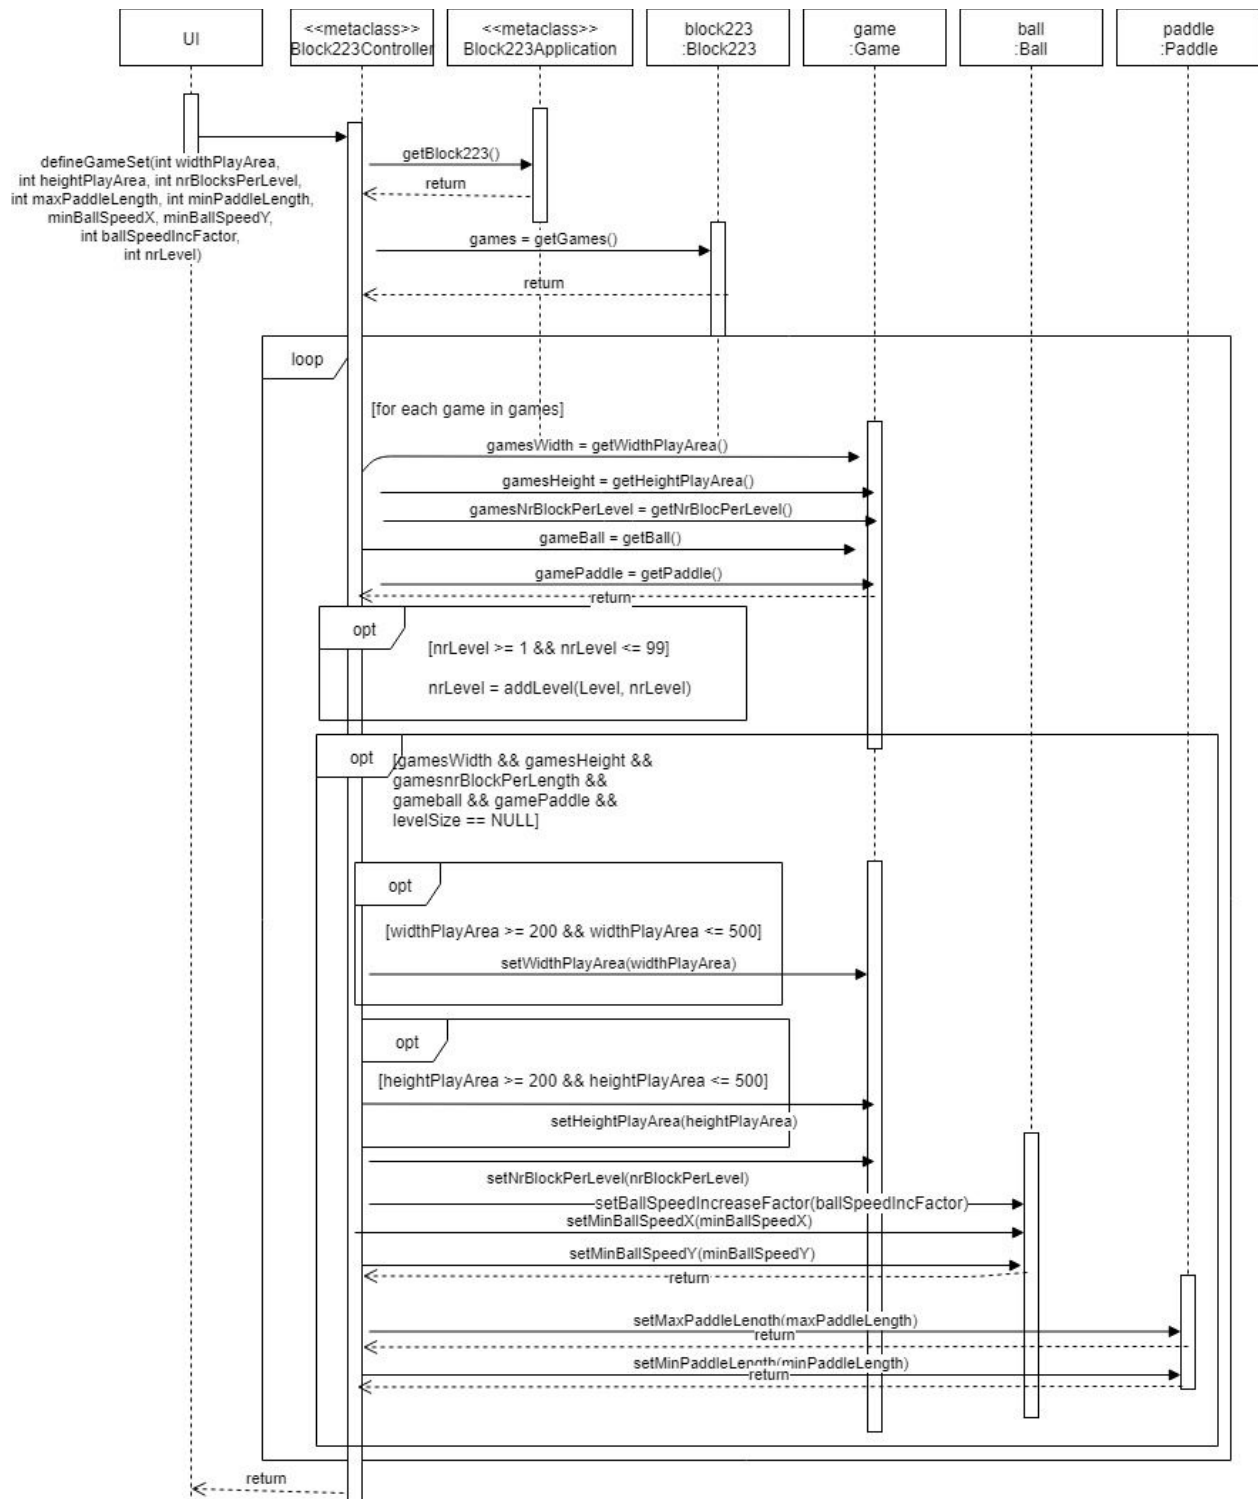 UI
<<metaclass>>
Block223Controller
<<metaclass>>
Block223Application
block223
:Block223
game
:Game
ball
:Ball
paddle
:Paddle
defineGameSet(int widthPlayArea,
int heightPlayArea, int nrBlocksPerLevel,
int maxPaddleLength, int minPaddleLength,
minBallSpeedX, minBallSpeedY,
int ballSpeedIncFactor,
int nrLevel)
getBlock223()
return
games = getGames()
return
loop
[for each game in games]
gamesWidth = getWidthPlayArea()
gamesHeight = getHeightPlayArea()
gamesNrBlockPerLevel = getNrBlocPerLevel()
gameBall = getBall()
gamePaddle = getPaddle()
return
opt
[nrLevel >= 1 && nrLevel <= 99]
nrLevel = addLevel(Level, nrLevel)
opt
[gamesWidth && gamesHeight &&
gamesnrBlockPerLength &&
gameball && gamePaddle &&
levelSize == NULL]
opt
[widthPlayArea >= 200 && widthPlayArea <= 500]
setWidthPlayArea(widthPlayArea)
opt
[heightPlayArea >= 200 && heightPlayArea <= 500]
setHeightPlayArea(heightPlayArea)
setNrBlockPerLevel(nrBlockPerLevel)
setBallSpeedIncreaseFactor(ballSpeedIncFactor)
setMinBallSpeedX(minBallSpeedX)
setMinBallSpeedY(minBallSpeedY)
return
setMaxPaddleLength(maxPaddleLength)
return
setMinPaddleLength(minPaddleLength)
return
return